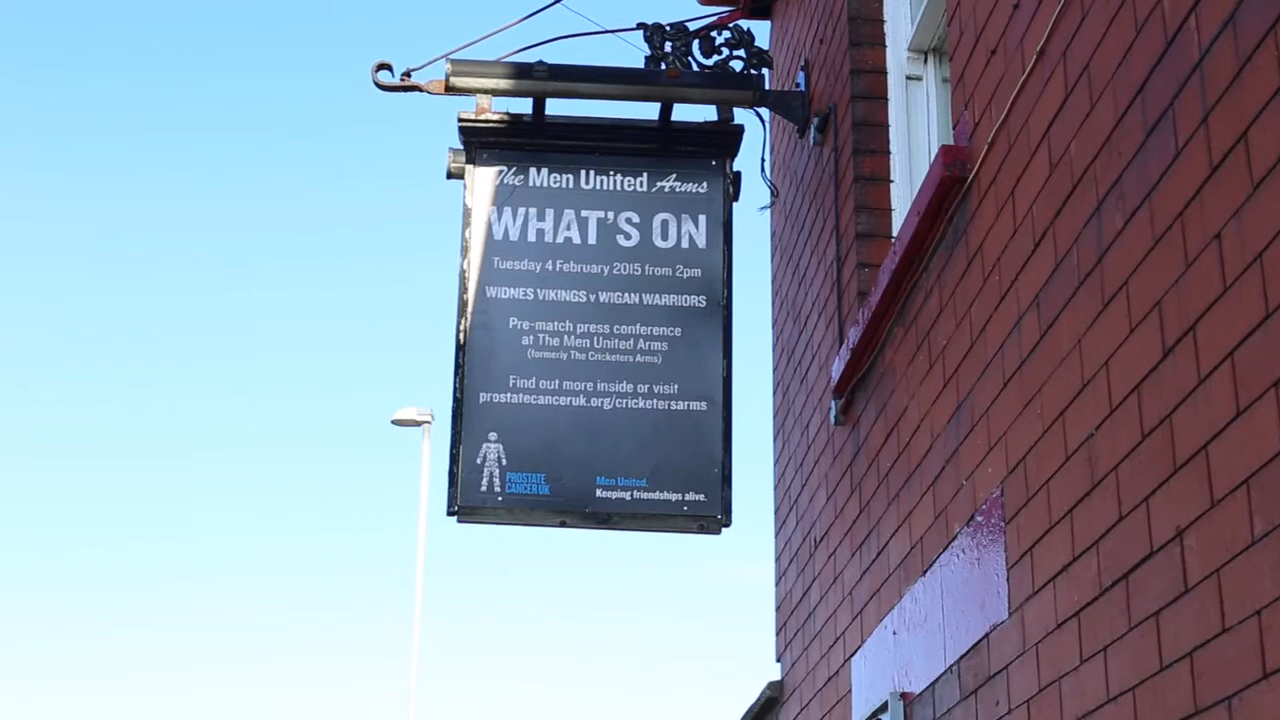 The Men United Arms
WHAT'S ON
Tuesday 4 February 2015 from 2pm
WIDNES VIKINGS v WIGAN WARRIORS
Pre-match press conference
at The Men United Arms
(formerly The Cricketers Arms)
Find out more inside or visit
prostatecanceruk.org/cricketersarms
PROSTATE
CANCER UK
Men United.
Keeping friendships alive.